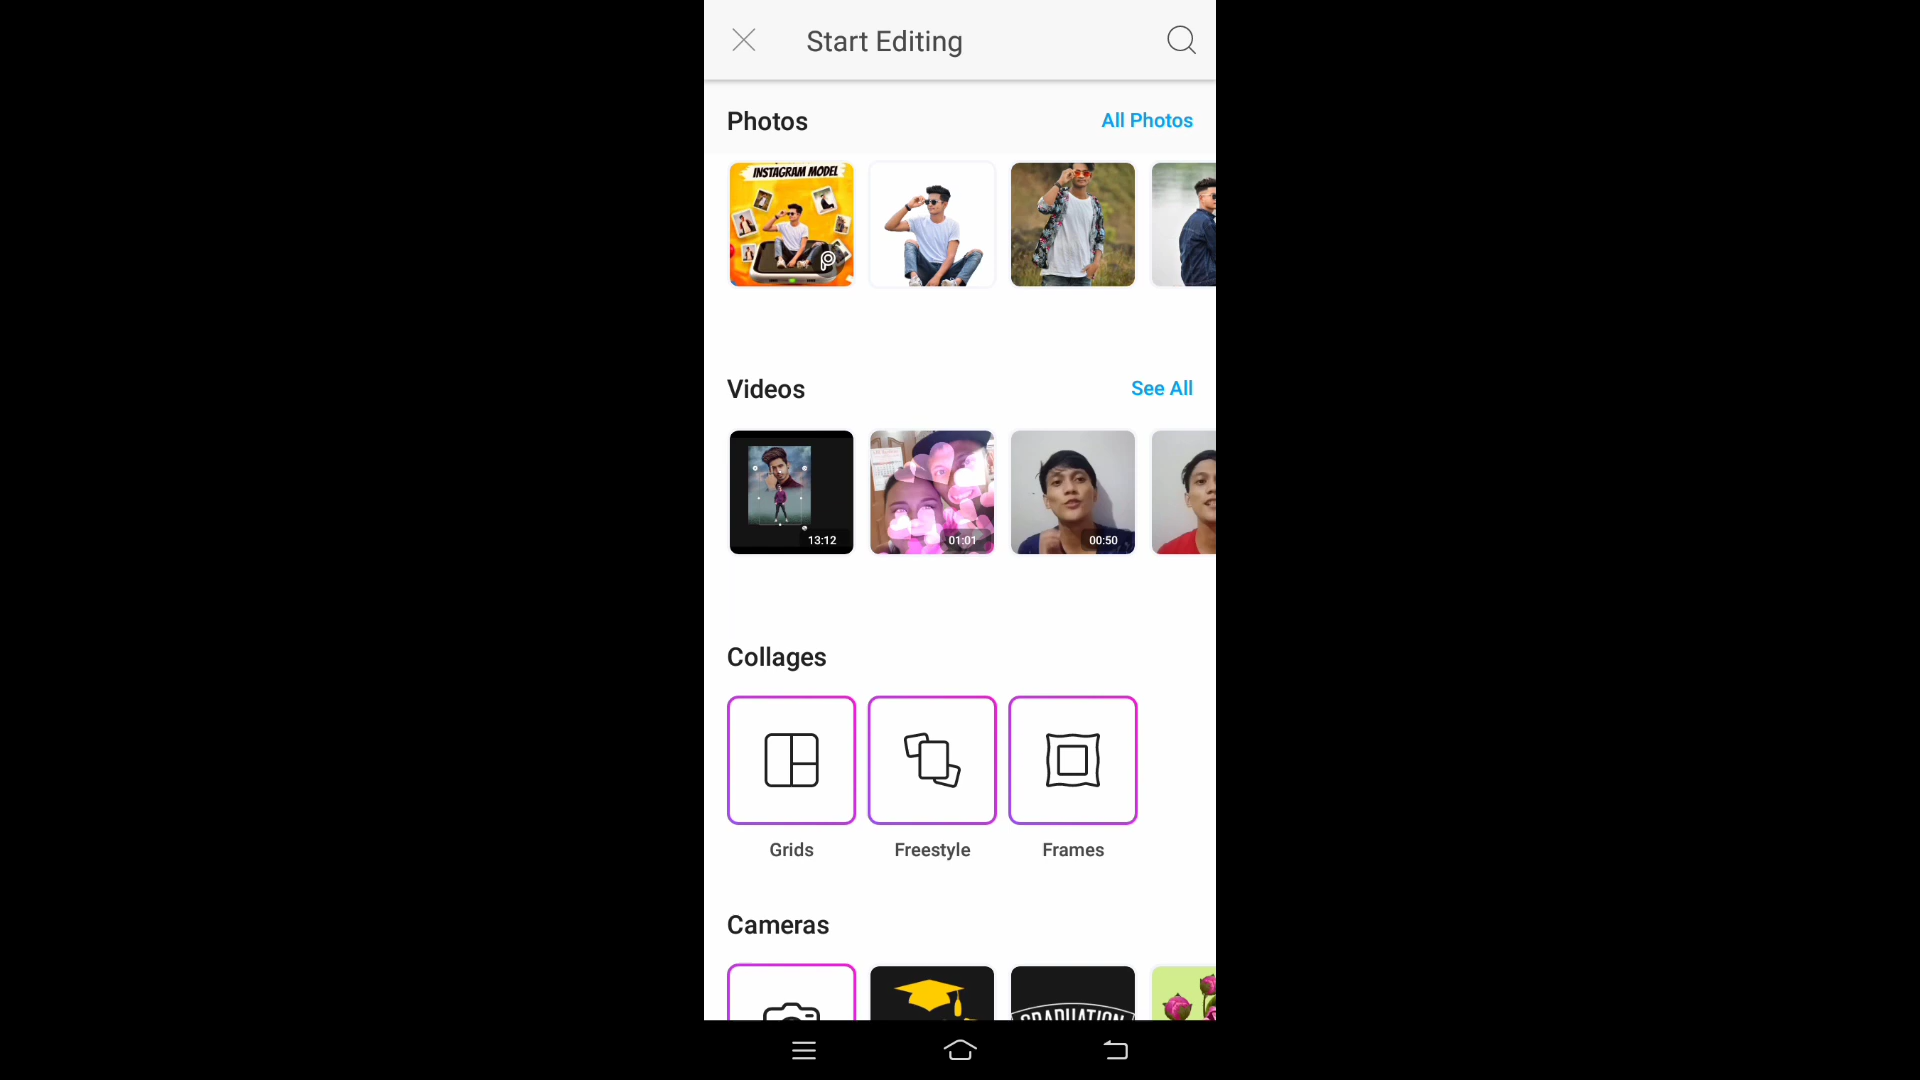 Start Editing
Photos
All Photos
INSTAGRAM MODEL
Videos
See All
13:12
01:01
00:50
Collages
Grids
Freestyle
Frames
Cameras
GRADUATION